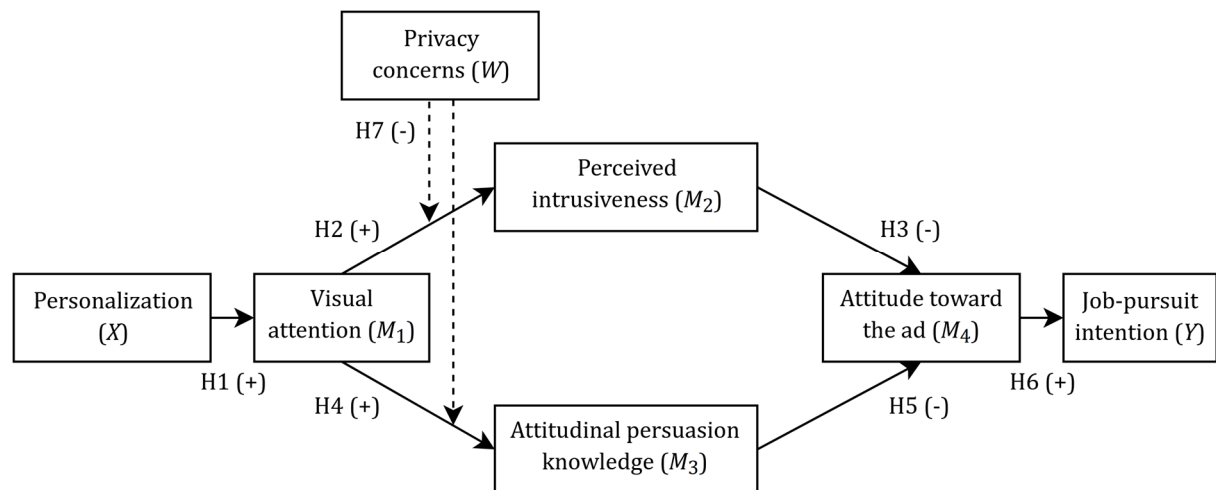 Privacy
concerns (W)
H7 (-)
Perceived
intrusiveness (M2)
H2 (+)
H3 (-)
Personalization
(X)
Visual
attention (M1)
Attitude toward
the ad (M4)
Job-pursuit
intention (Y)
H1 (+)
H4 (+)
H5 (-)
H6 (+)
Attitudinal persuasion
knowledge (M3)